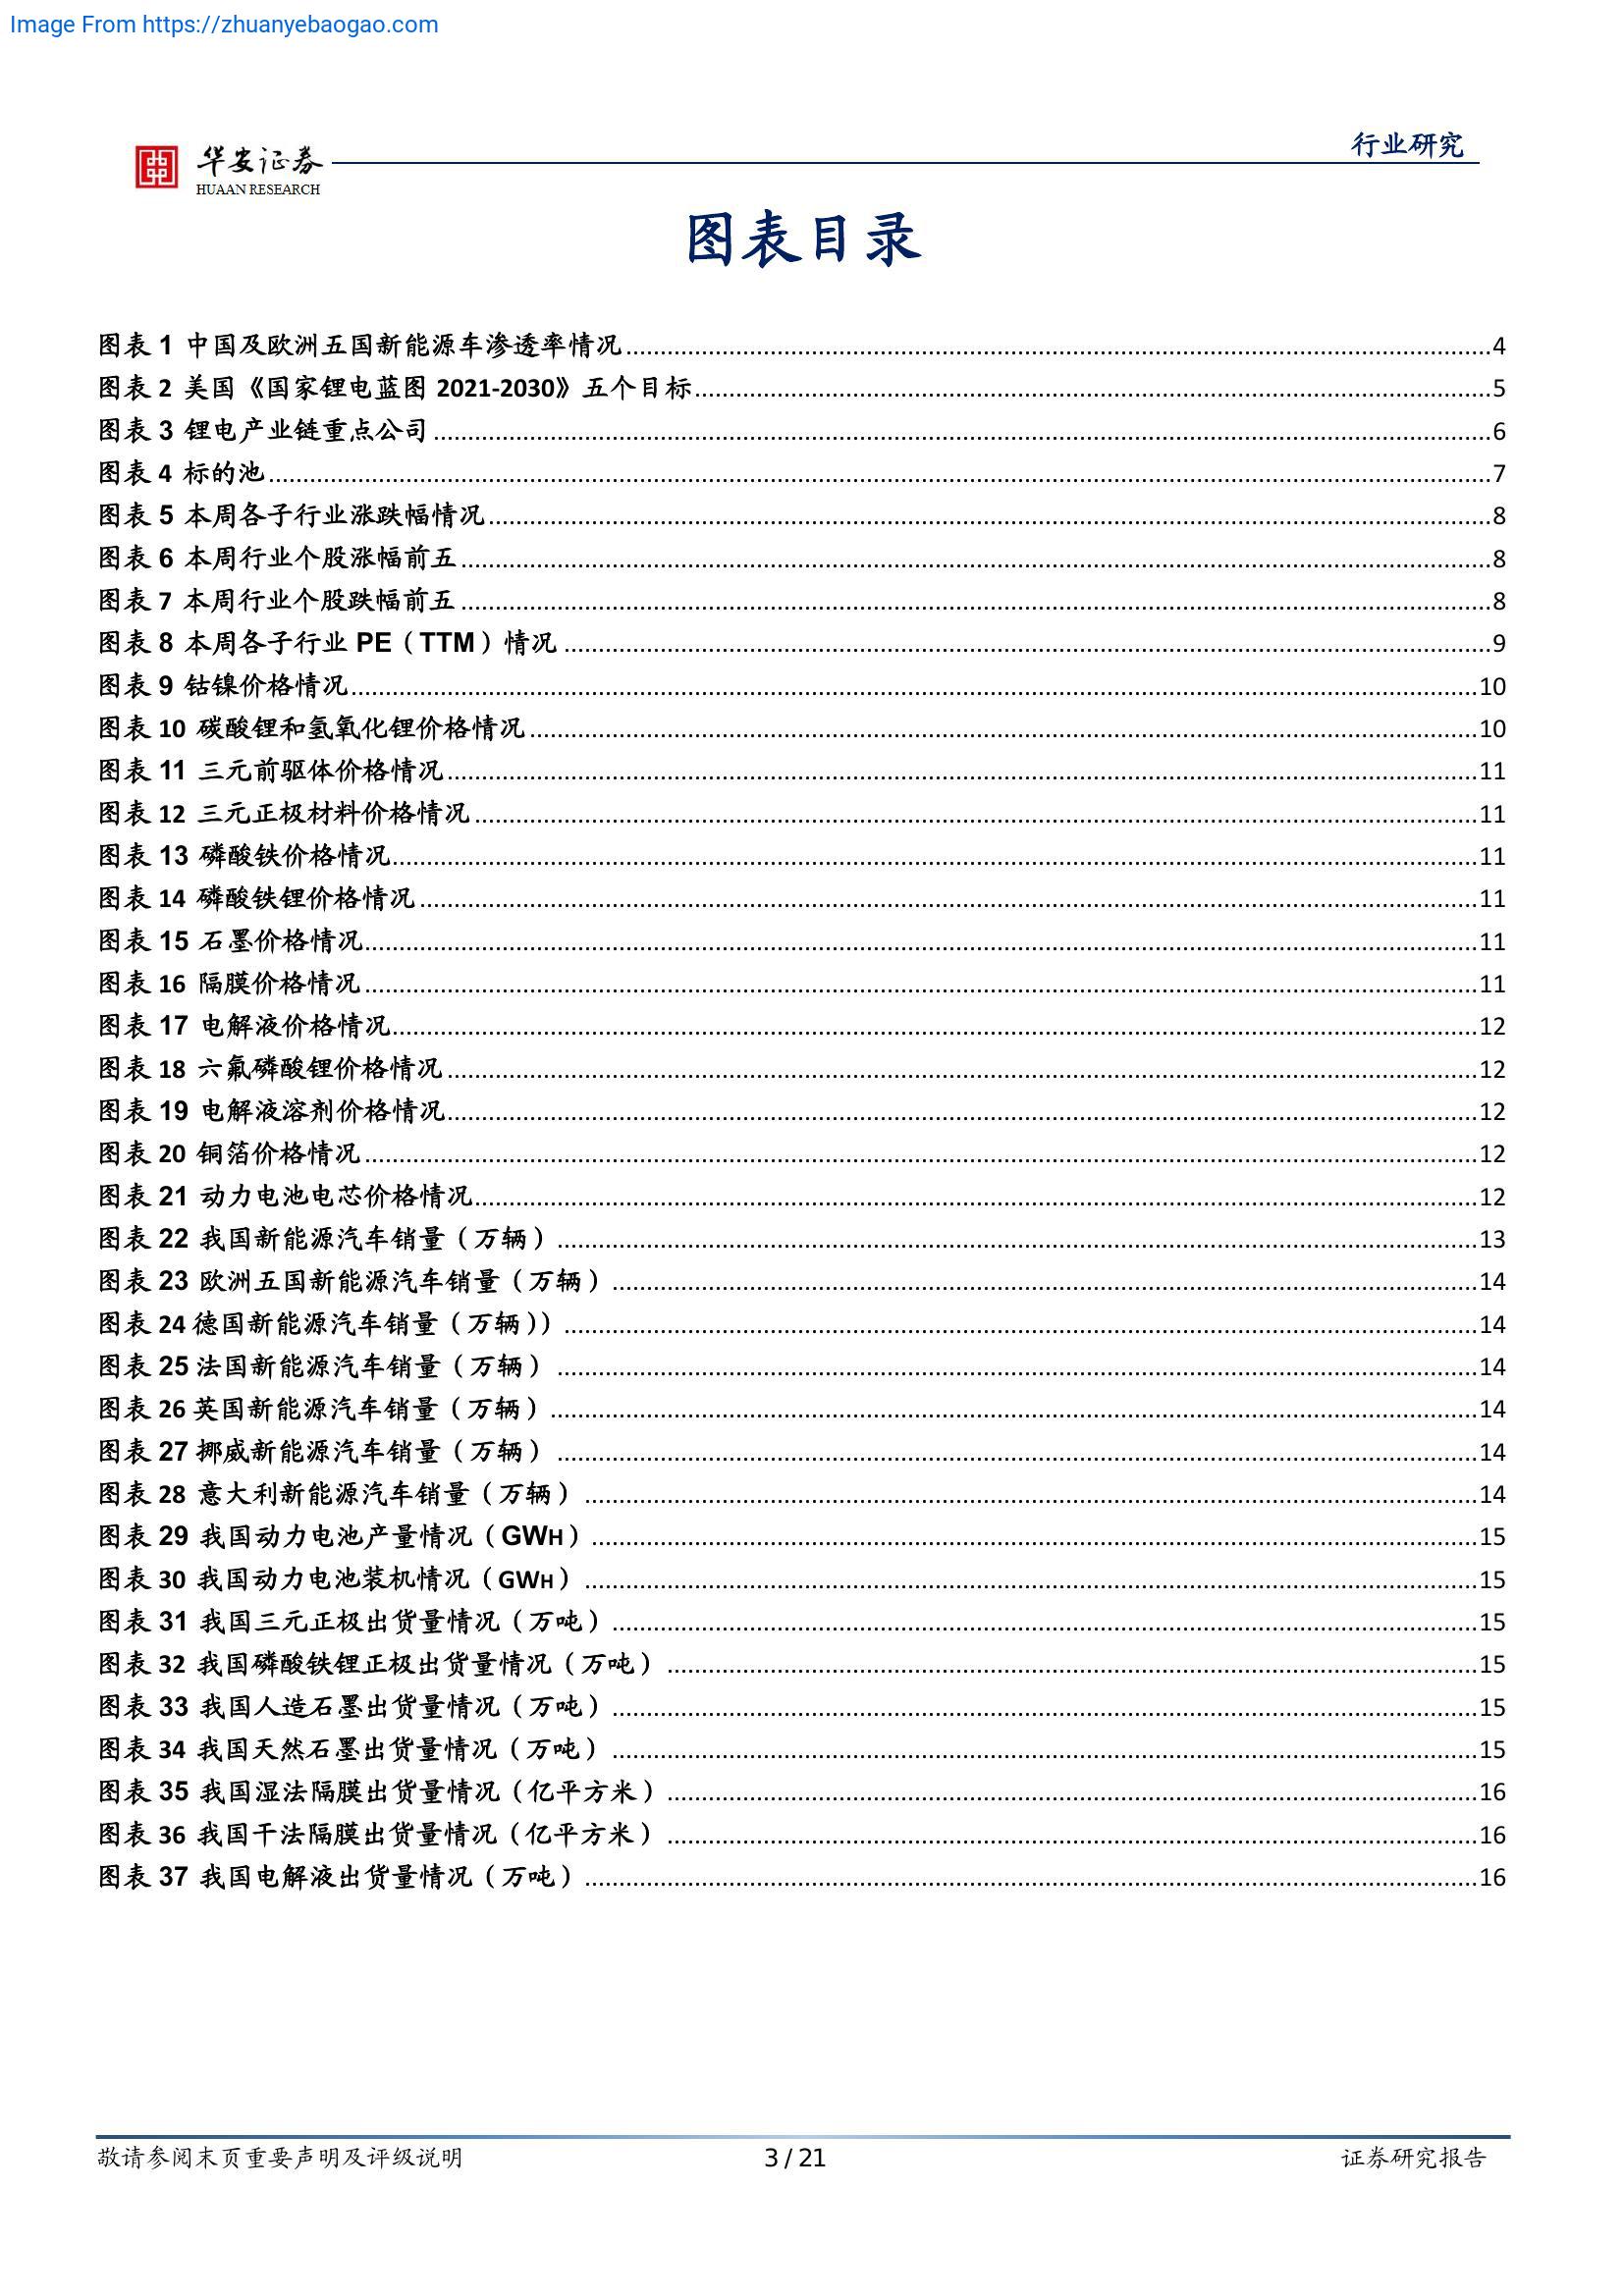 Image From https://zhuanyebaogao.com
行业研究
华安证券
HUAAN RESEARCH
图表目录
图表 1 中国及欧洲五国新能源车渗透率情况 4
图表 2 美国《国家锂电蓝图 2021-2030》五个目标 5
图表 3 锂电产业链重点公司 6
图表 4 标的池 7
图表 5 本周各子行业涨跌幅情况 8
图表 6 本周行业个股涨幅前五 8
图表 7 本周行业个股跌幅前五 8
图表 8 本周各子行业 PE（TTM）情况 9
图表 9 钴镍价格情况 10
图表 10 碳酸锂和氢氧化锂价格情况 10
图表 11 三元前驱体价格情况 11
图表 12 三元正极材料价格情况 11
图表 13 磷酸铁价格情况 11
图表 14 磷酸铁锂价格情况 11
图表 15 石墨价格情况 11
图表 16 隔膜价格情况 11
图表 17 电解液价格情况 12
图表 18 六氟磷酸锂价格情况 12
图表 19 电解液溶剂价格情况 12
图表 20 铜箔价格情况 12
图表 21 动力电池电芯价格情况 12
图表 22 我国新能源汽车销量（万辆） 13
图表 23 欧洲五国新能源汽车销量（万辆） 14
图表 24 德国新能源汽车销量（万辆）） 14
图表 25 法国新能源汽车销量（万辆） 14
图表 26 英国新能源汽车销量（万辆） 14
图表 27 挪威新能源汽车销量（万辆） 14
图表 28 意大利新能源汽车销量（万辆） 14
图表 29 我国动力电池产量情况（GWH） 15
图表 30 我国动力电池装机情况（GWH） 15
图表 31 我国三元正极出货量情况（万吨） 15
图表 32 我国磷酸铁锂正极出货量情况（万吨） 15
图表 33 我国人造石墨出货量情况（万吨） 15
图表 34 我国天然石墨出货量情况（万吨） 15
图表 35 我国湿法隔膜出货量情况（亿平方米） 16
图表 36 我国干法隔膜出货量情况（亿平方米） 16
图表 37 我国电解液出货量情况（万吨） 16
敬请参阅末页重要声明及评级说明
3 / 21
证券研究报告